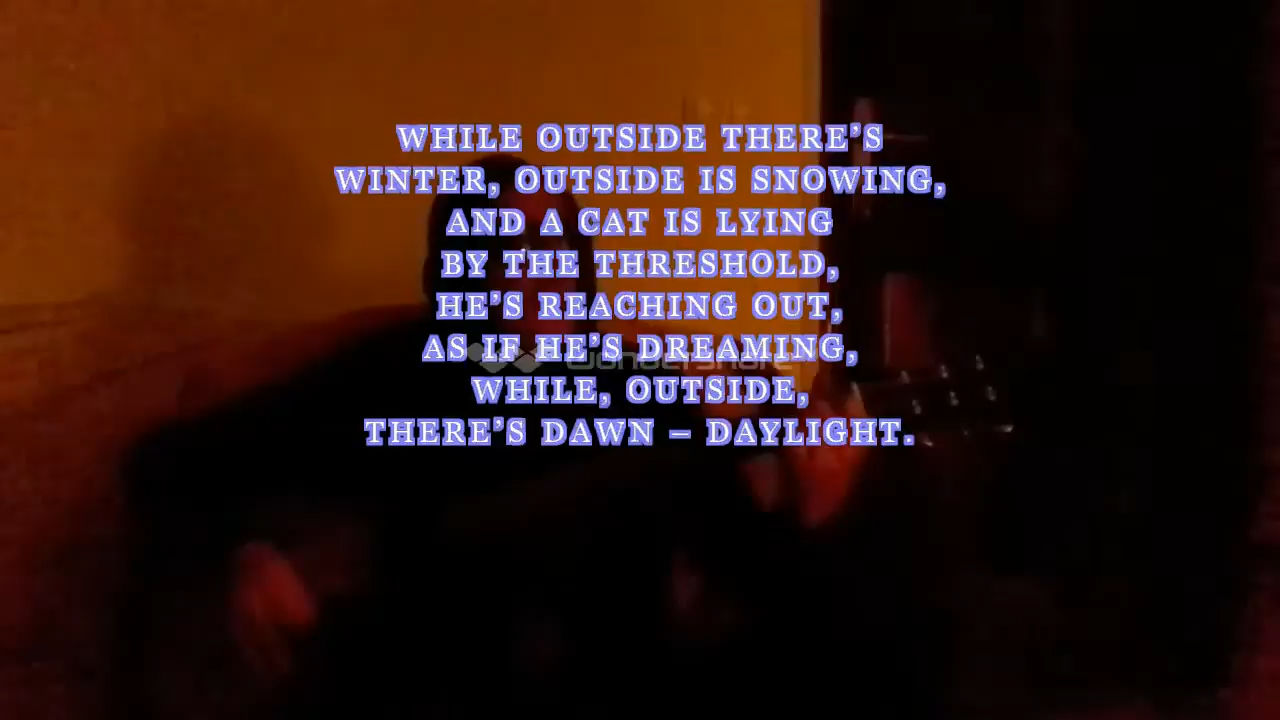 WHILE OUTSIDE THERE'S
WINTER, OUTSIDE IS SNOWING,
AND A CAT IS LYING
BY THE THRESHOLD,
HE'S REACHING OUT,
AS IF HE'S DREAMING,
wondershare
WHILE, OUTSIDE,
THERE'S DAWN – DAYLIGHT.